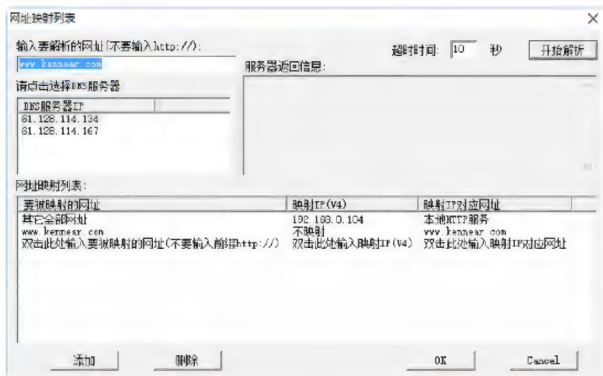 网址映射列表
输入要解析的网址(不要输入http://):
超时时间: 10 秒 开始解析
www.kennear.com
服务器返回信息:
请点击选择DNS服务器
DNS服务器IP
61.128.114.134
61.128.114.167
网址映射列表:
要被映射的网址 映射IP(V4) 映射IP对应网址
其它全部网址 192.168.0.104 本地HTTP服务
www.kennear.com 不映射 www.kennear.com
双击此处输入要被映射的网址(不要输入前缀http://) 双击此处输入映射IP(V4) 双击此处输入映射IP对应网址
添加 删除 OK Cancel